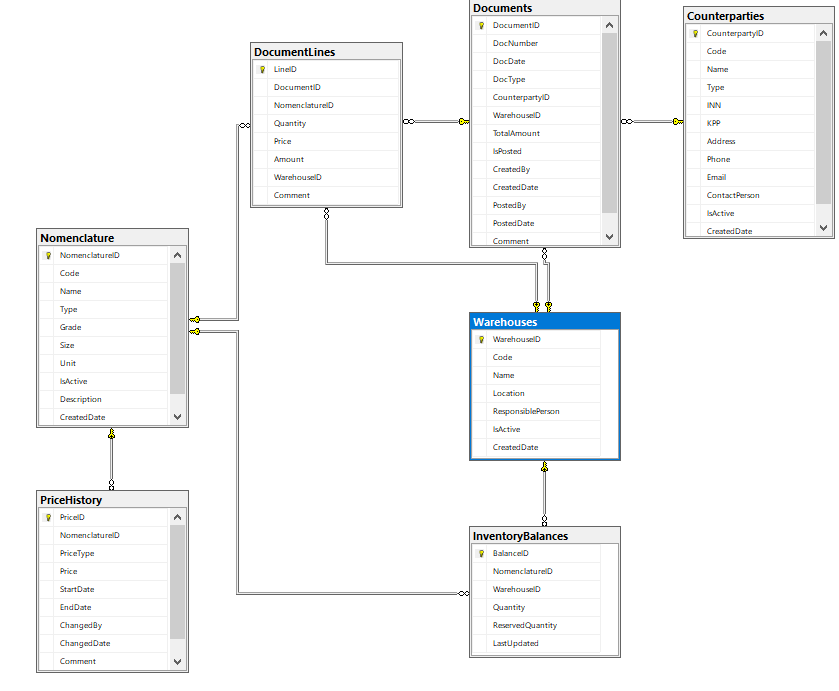 Documents
DocumentID
DocNumber
DocDate
DocType
CounterpartyID
WarehouseID
TotalAmount
IsPosted
CreatedBy
CreatedDate
PostedBy
PostedDate
Comment
Counterparties
CounterpartyID
Code
Name
Type
INN
KPP
Address
Phone
Email
ContactPerson
IsActive
CreatedDate
DocumentLines
LineID
DocumentID
NomenclatureID
Quantity
Price
Amount
WarehouseID
Comment
Nomenclature
NomenclatureID
Code
Name
Type
Grade
Size
Unit
IsActive
Description
CreatedDate
Warehouses
WarehouseID
Code
Name
Location
ResponsiblePerson
IsActive
CreatedDate
PriceHistory
PriceID
NomenclatureID
PriceType
Price
StartDate
EndDate
ChangedBy
ChangedDate
Comment
InventoryBalances
BalanceID
NomenclatureID
WarehouseID
Quantity
ReservedQuantity
LastUpdated